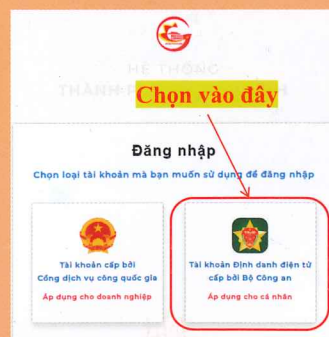 HỆ THỐNG
Chọn vào đây
Đăng nhập
Chọn loại tài khoản mà bạn muốn sử dụng để đăng nhập
Tài khoản cấp bởi
Cổng dịch vụ công quốc gia
Áp dụng cho doanh nghiệp
Tài khoản Định danh điện tử
cấp bởi Bộ Công an
Áp dụng cho cá nhân